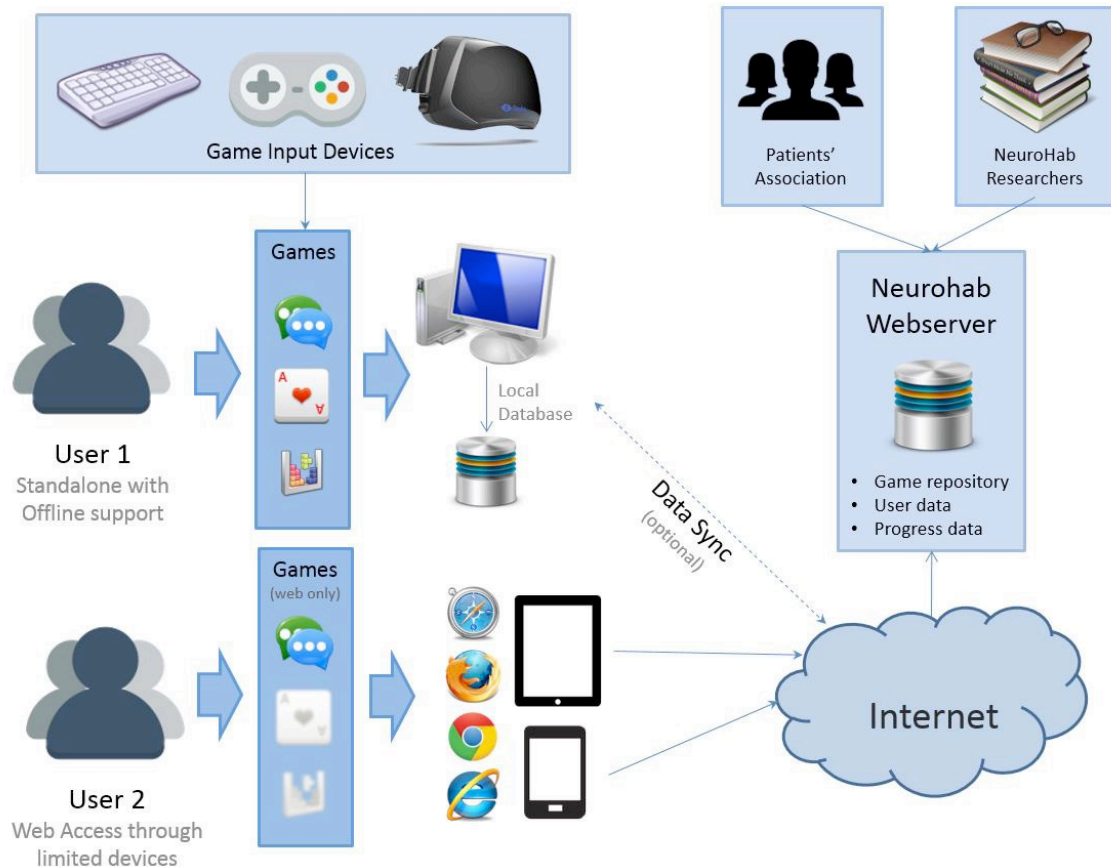 Game Input Devices
Patients'
Association
NeuroHab
Researchers
Games
A
A
User 1
Standalone with
Offline support
Local
Database
Neurohab
Webserver
• Game repository
• User data
• Progress data
Data Sync
(optional)
Games
(web only)
A
User 2
Web Access through
limited devices
Internet